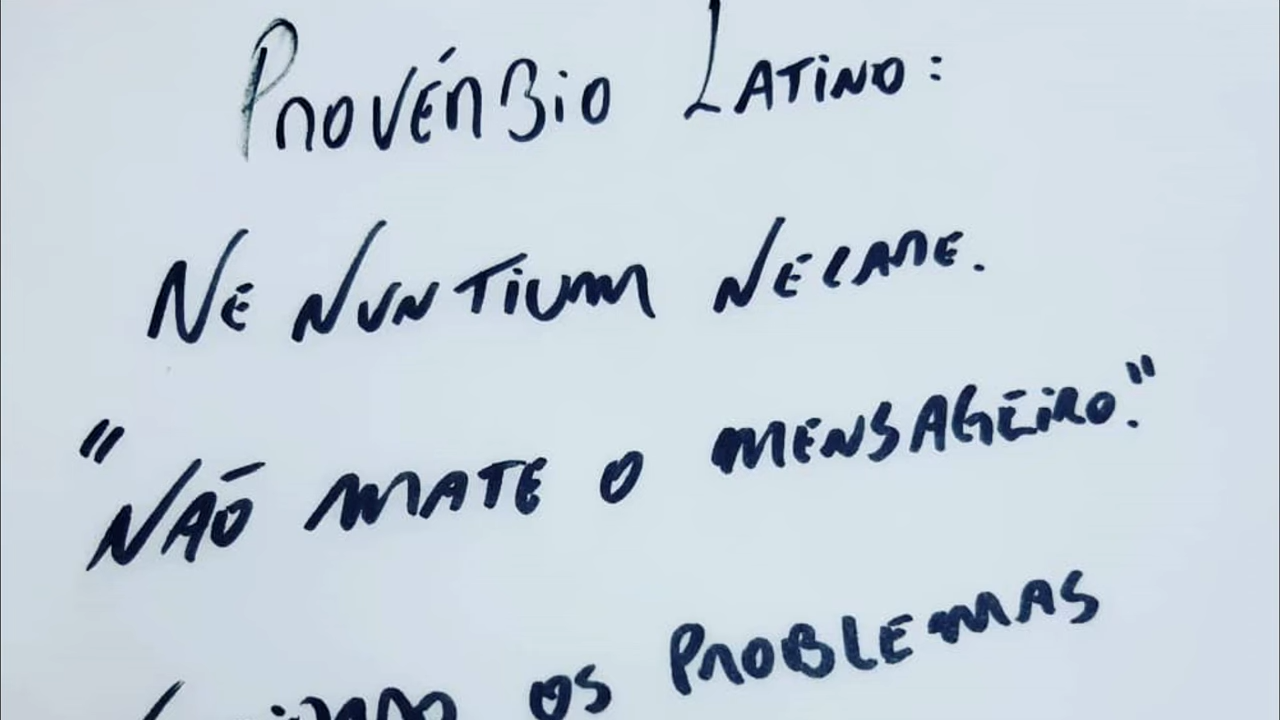 PROVÉRBIO LATINO:
NE NUNTIUM NECARE.
"NÃO MATE O MENSAGEIRO."
OS PROBLEMAS